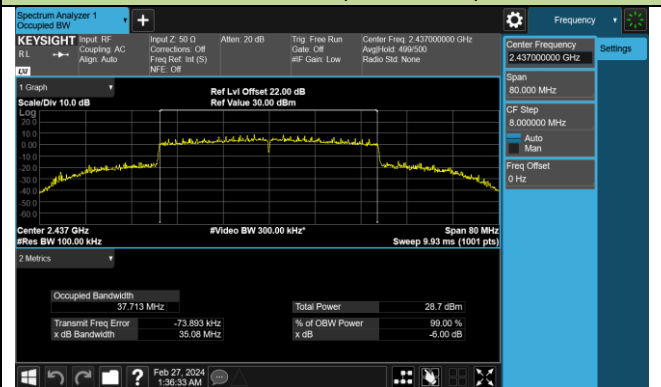 Spectrum Analyzer 1
Occupied BW
Frequency
KEYSIGHT
Input: RF
Coupling: AC
Align: Auto
R L
LXI
Input Z: 50 Ω
Corrections: Off
Freq Ref: Int (S)
NFE: Off
Atten: 20 dB
Trig: Free Run
Gate: Off
#IF Gain: Low
Center Freq: 2.437000000 GHz
Avg|Hold: 499/500
Radio Std: None
Center Frequency
2.437000000 GHz
Settings
Span
80.000 MHz
CF Step
8.000000 MHz
Auto
Man
Freq Offset
0 Hz
1 Graph
Scale/Div 10.0 dB
Ref Lvl Offset 22.00 dB
Ref Value 30.00 dBm
Log
20.0
10.0
0.00
-10.0
-20.0
-30.0
-40.0
-50.0
-60.0
Center 2.437 GHz
#Res BW 100.00 kHz
#Video BW 300.00 kHz*
Span 80 MHz
Sweep 9.93 ms (1001 pts)
2 Metrics
Occupied Bandwidth
37.713 MHz
Total Power 28.7 dBm
Transmit Freq Error -73.893 kHz
% of OBW Power 99.00 %
x dB Bandwidth 35.08 MHz
x dB -6.00 dB
?
Feb 27, 2024
1:36:33 AM